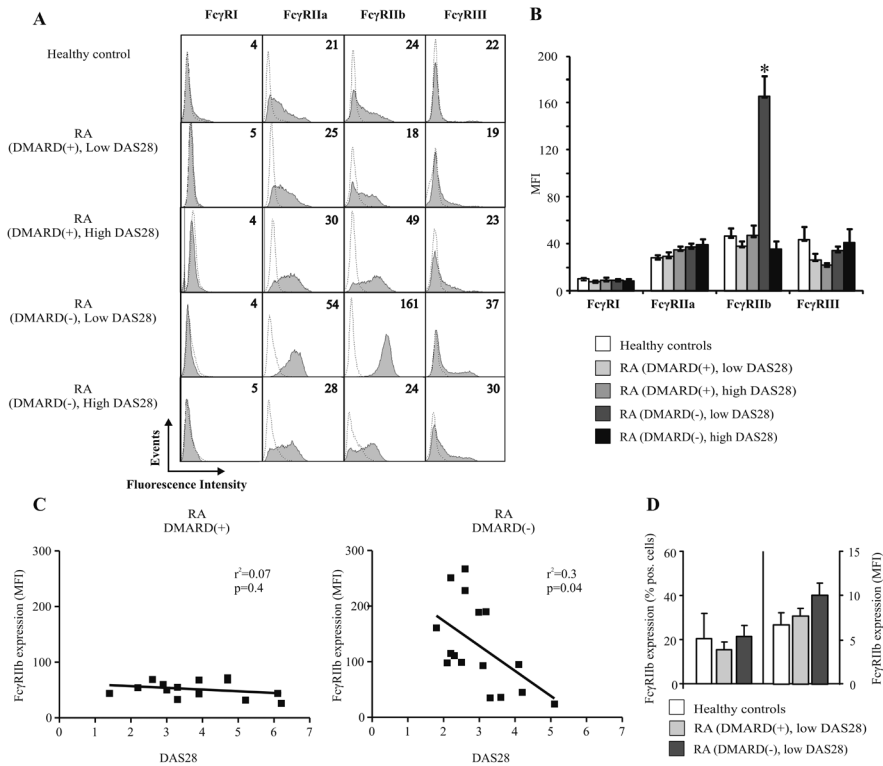 A
FcγRI FcγRIIa FcγRIIb FcγRIII
Healthy control
4 21 24 22
RA
(DMARD(+), Low DAS28)
5 25 18 19
RA
(DMARD(+), High DAS28)
4 30 49 23
RA
(DMARD(-), Low DAS28)
4 54 161 37
RA
(DMARD(-), High DAS28)
5 28 24 30
Events
Fluorescence Intensity
B
200
160
120
80
40
0
MFI
*
FcγRI FcγRIIa FcγRIIb FcγRIII
Healthy controls
RA (DMARD(+), low DAS28)
RA (DMARD(+), high DAS28)
RA (DMARD(-), low DAS28)
RA (DMARD(-), high DAS28)
C
RA
DMARD(+)
FcγRIIb expression (MFI)
300
200
100
0
r²=0.07
p=0.4
0 1 2 3 4 5 6 7
DAS28
RA
DMARD(-)
FcγRIIb expression (MFI)
300
200
100
0
r²=0.3
p=0.04
0 1 2 3 4 5 6 7
DAS28
D
FcγRIIb expression (% pos. cells)
60
40
20
0
15
10
5
0
FcγRIIb expression (MFI)
Healthy controls
RA (DMARD(+), low DAS28)
RA (DMARD(-), low DAS28)